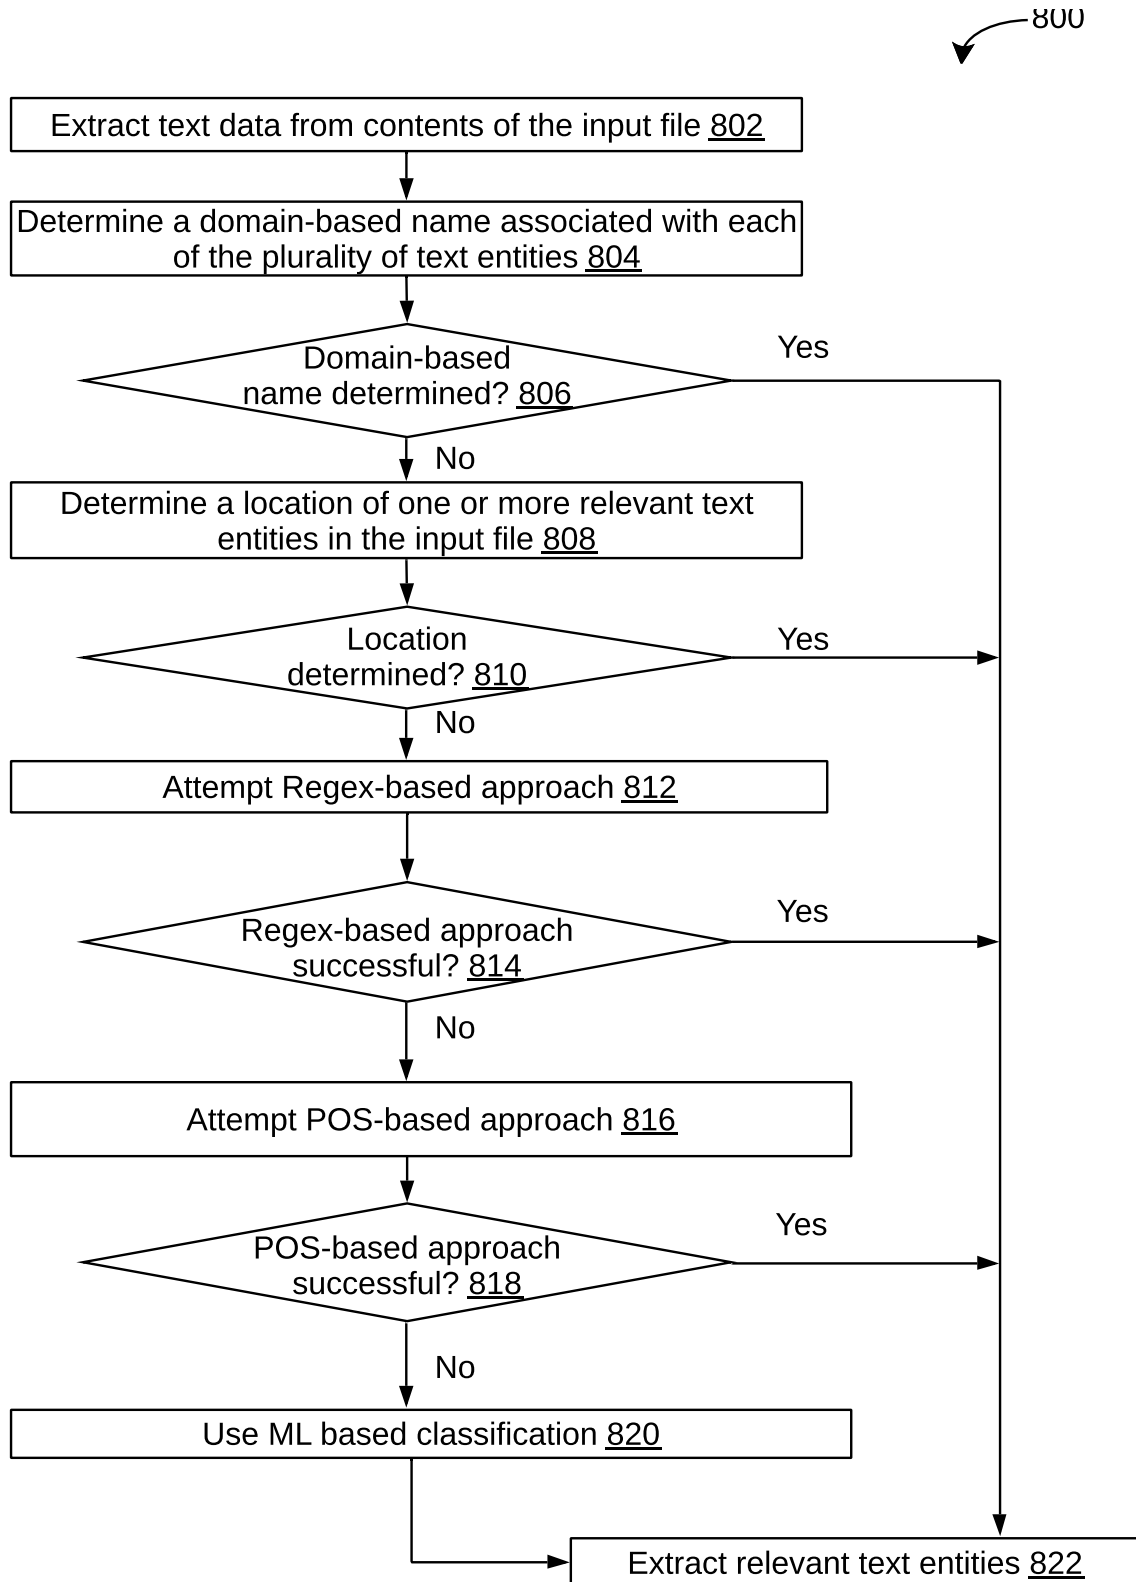 800
Extract text data from contents of the input file 802
Determine a domain-based name associated with each
of the plurality of text entities 804
Domain-based
name determined? 806
Yes
No
Determine a location of one or more relevant text
entities in the input file 808
Location
determined? 810
Yes
No
Attempt Regex-based approach 812
Regex-based approach
successful? 814
Yes
No
Attempt POS-based approach 816
POS-based approach
successful? 818
Yes
No
Use ML based classification 820
Extract relevant text entities 822